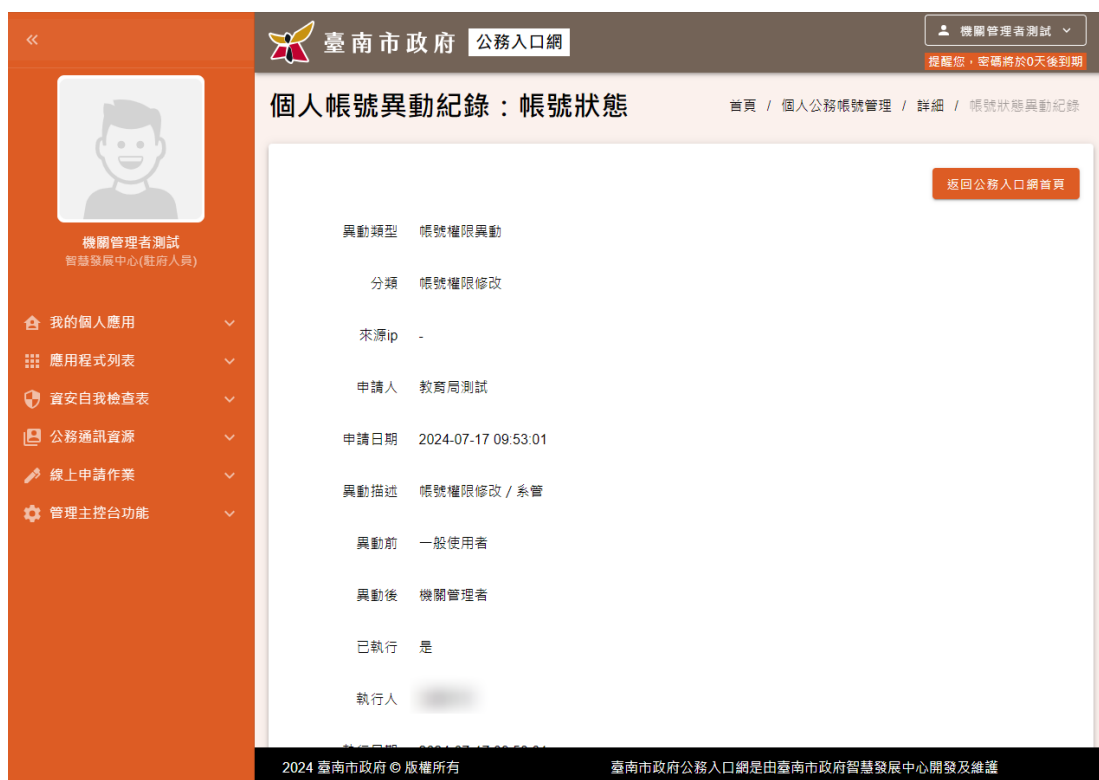 臺南市政府 公務入口網
機關管理者測試
提醒您，密碼將於0天後到期
個人帳號異動紀錄：帳號狀態
首頁 / 個人公務帳號管理 / 詳細 / 帳號狀態異動紀錄
返回公務入口網首頁
機關管理者測試
智慧發展中心(駐府人員)
我的個人應用
應用程式列表
資安自我檢查表
公務通訊資源
線上申請作業
管理主控台功能
異動類型 帳號權限異動
分類 帳號權限修改
來源ip -
申請人 教育局測試
申請日期 2024-07-17 09:53:01
異動描述 帳號權限修改 / 系管
異動前 一般使用者
異動後 機關管理者
已執行 是
執行人
2024 臺南市政府 © 版權所有
臺南市政府公務入口網是由臺南市政府智慧發展中心開發及維護